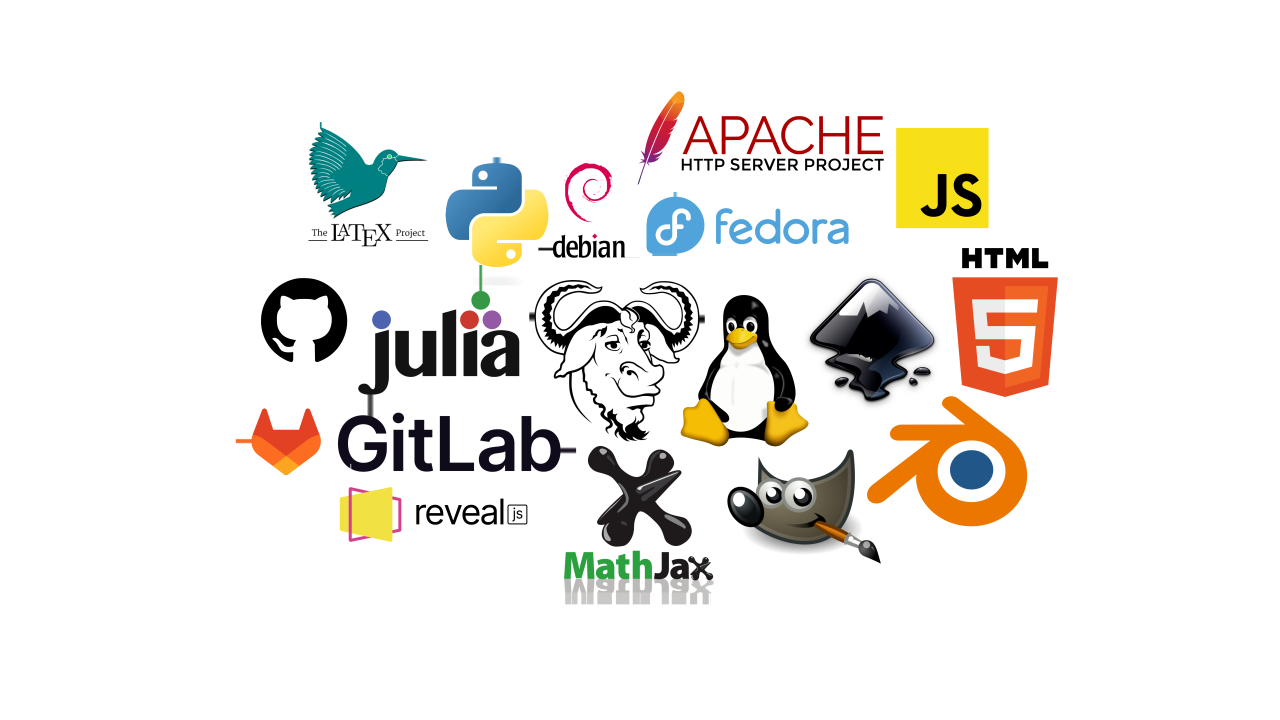 The LATEX Project
debian
APACHE
HTTP SERVER PROJECT
fedora
JS
HTML
julia
GitLab
reveal js
MathJax